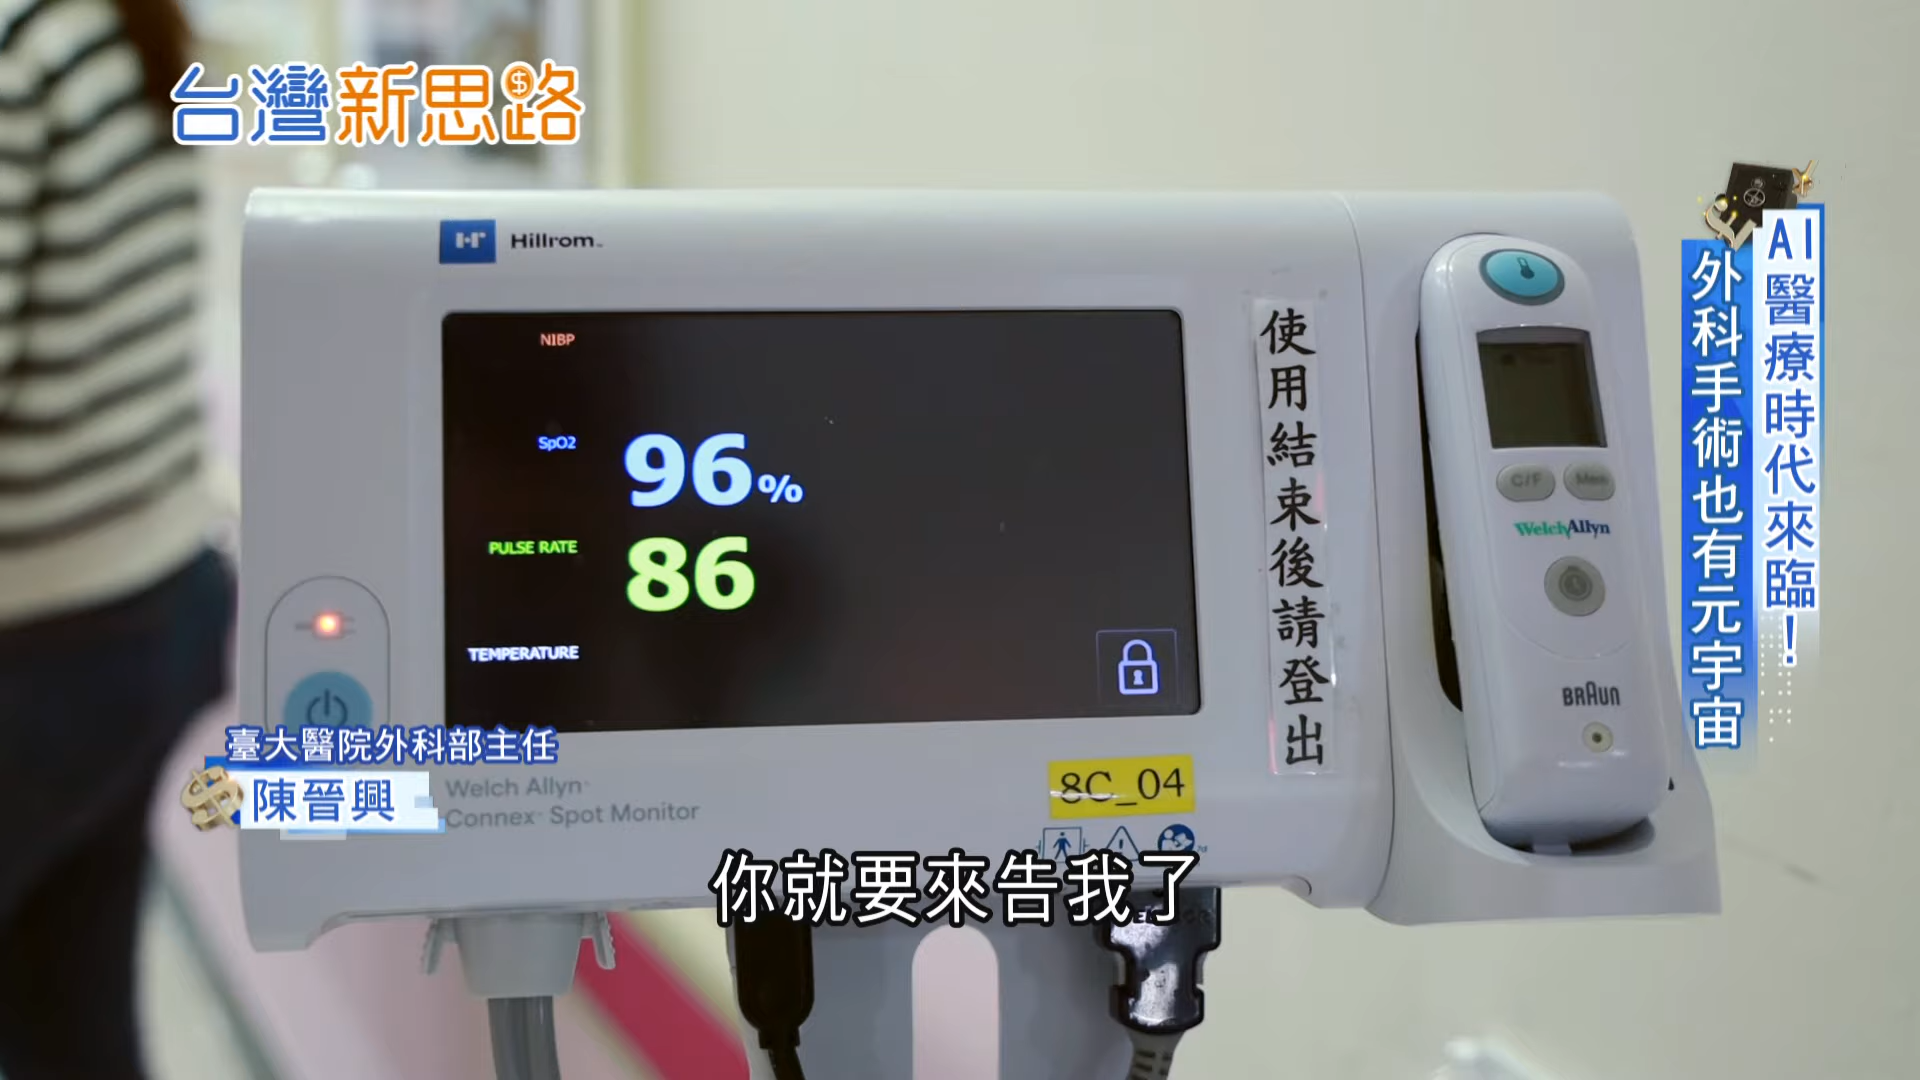 台灣新思路
AI醫療時代來臨！
外科手術也有元宇宙
Hillrom™
NIBP
SpO2
96%
PULSE RATE
86
TEMPERATURE
使用結束後請登出
C/F
Mem
WelchAllyn
BRAUN
臺大醫院外科部主任
陳晉興
Welch Allyn
Connex Spot Monitor
8C_04
你就要來告我了